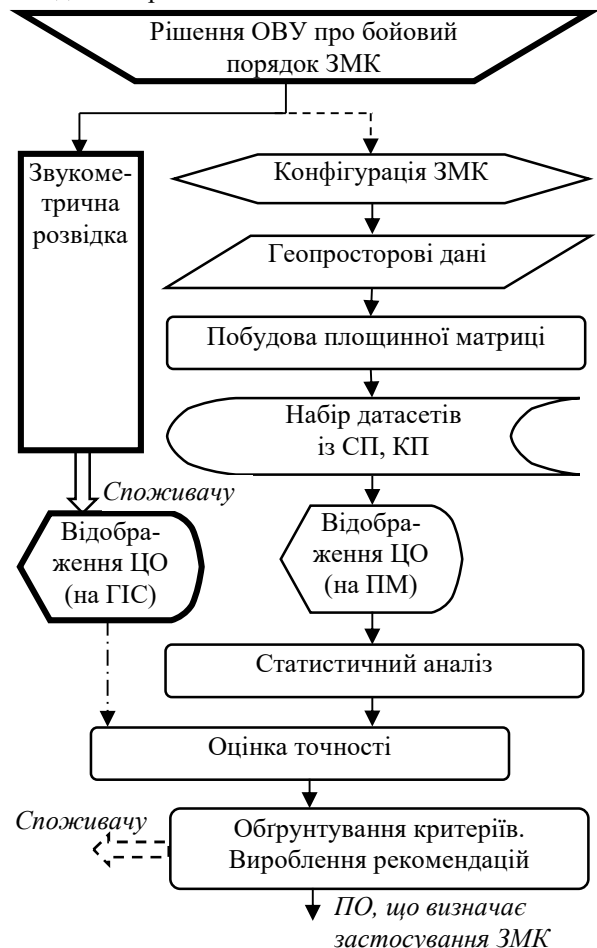 Рішення ОВУ про бойовий
порядок ЗМК
Звукоме-
трична
розвідка
Конфігурація ЗМК
Геопросторові дані
Побудова площинної матриці
Набір датасетів
із СП, КП
Споживачу
Відобра-
ження ЦО
(на ГІС)
Відобра-
ження ЦО
(на ПМ)
Статистичний аналіз
Оцінка точності
Споживачу
Обґрунтування критеріїв.
Вироблення рекомендацій
ПО, що визначає
застосування ЗМК